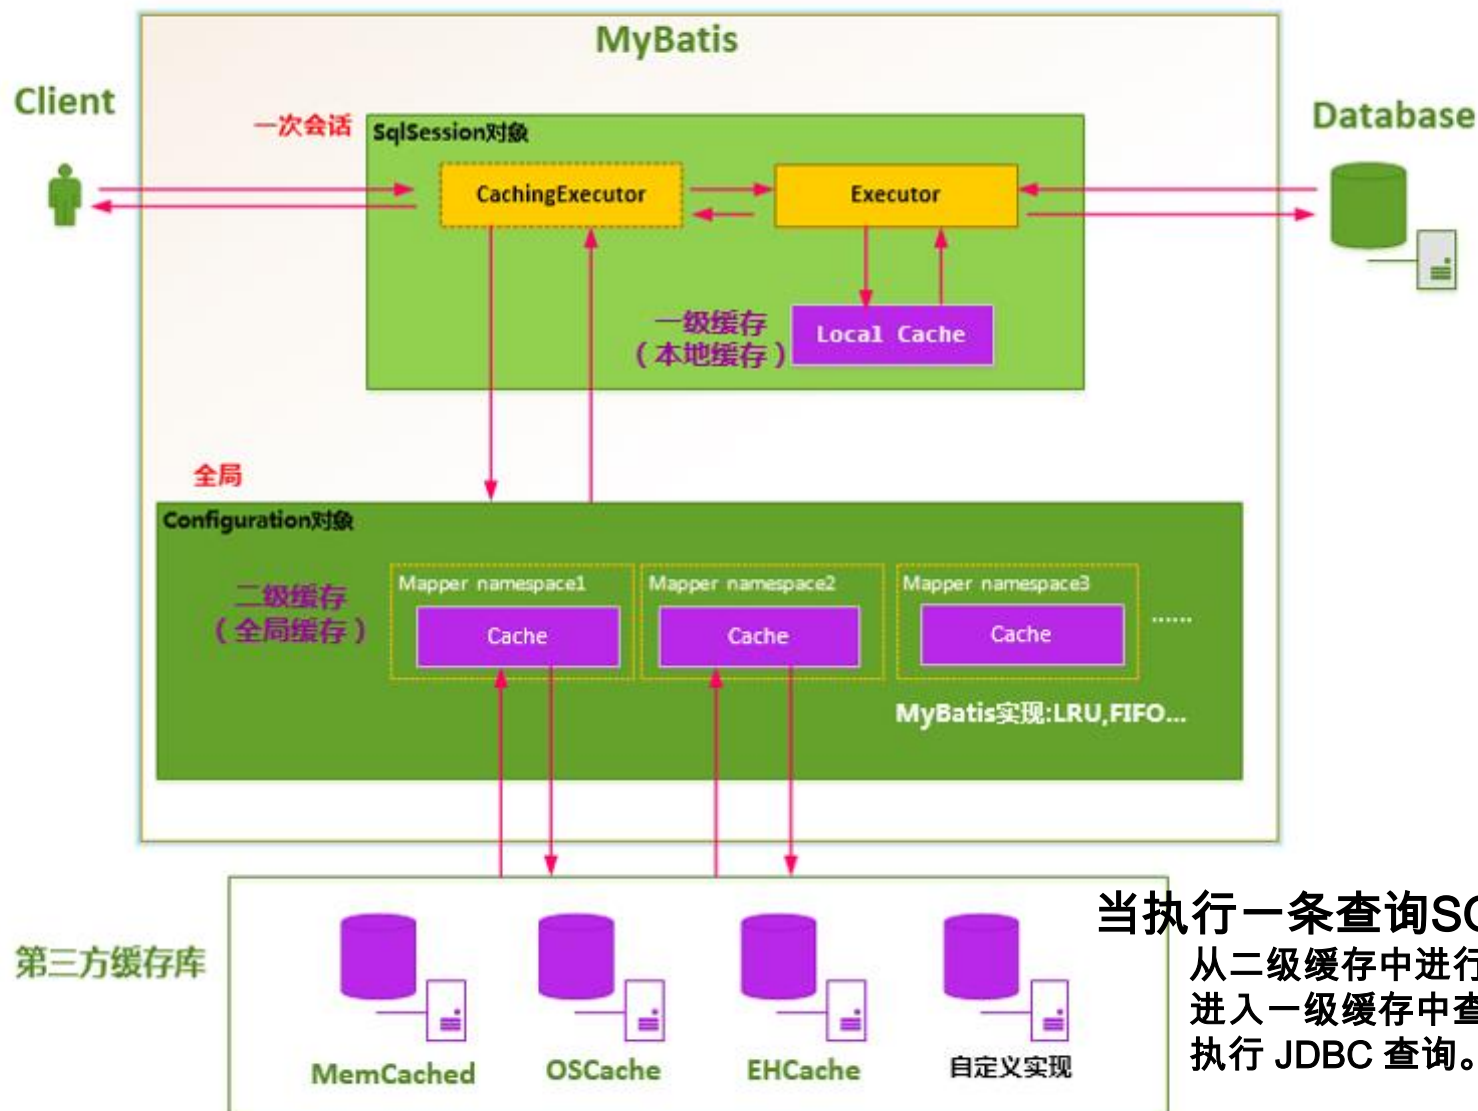 MyBatis
Client
Database
一次会话
SqlSession对象
CachingExecutor
Executor
一级缓存
（本地缓存）
Local Cache
全局
Configuration对象
二级缓存
（全局缓存）
Mapper namespace1
Mapper namespace2
Mapper namespace3
Cache
Cache
Cache
......
MyBatis实现:LRU,FIFO...
第三方缓存库
MemCached
OSCache
EHCache
自定义实现
当执行一条查询SQ
从二级缓存中进行
进入一级缓存中查
执行 JDBC 查询。